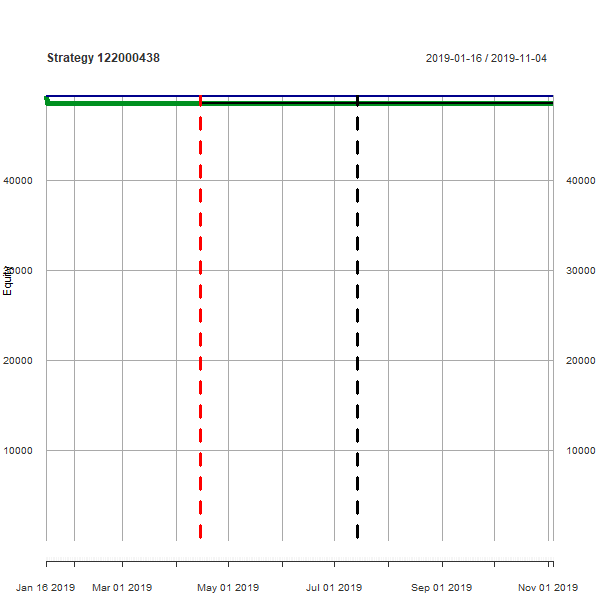 Strategy 122000438
2019-01-16 / 2019-11-04
40000 40000
30000 30000
Equity
20000 20000
10000 10000
Jan 16 2019 Mar 01 2019 May 01 2019 Jul 01 2019 Sep 01 2019 Nov 01 2019